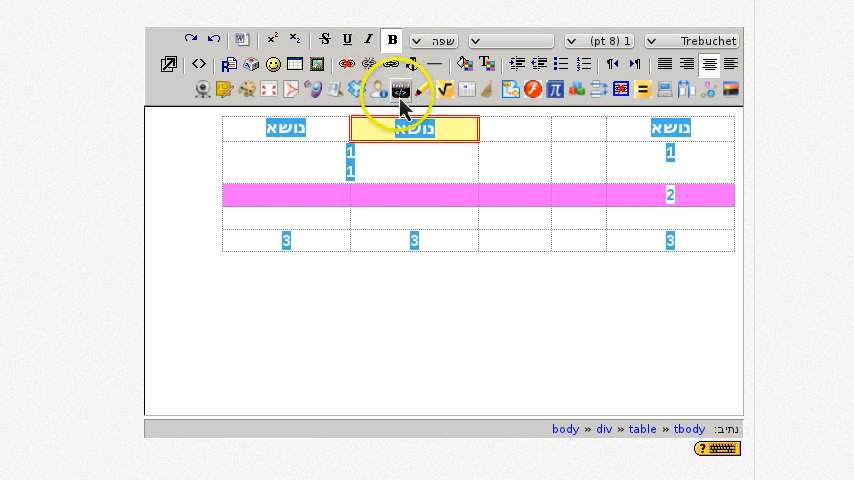 Trebuchet 1 (8 pt) שפה B I U S x₂ x²
T
נושא נושא נושא
1 1
1
2
3 3 3
נתיב: body » div » table » tbody
?